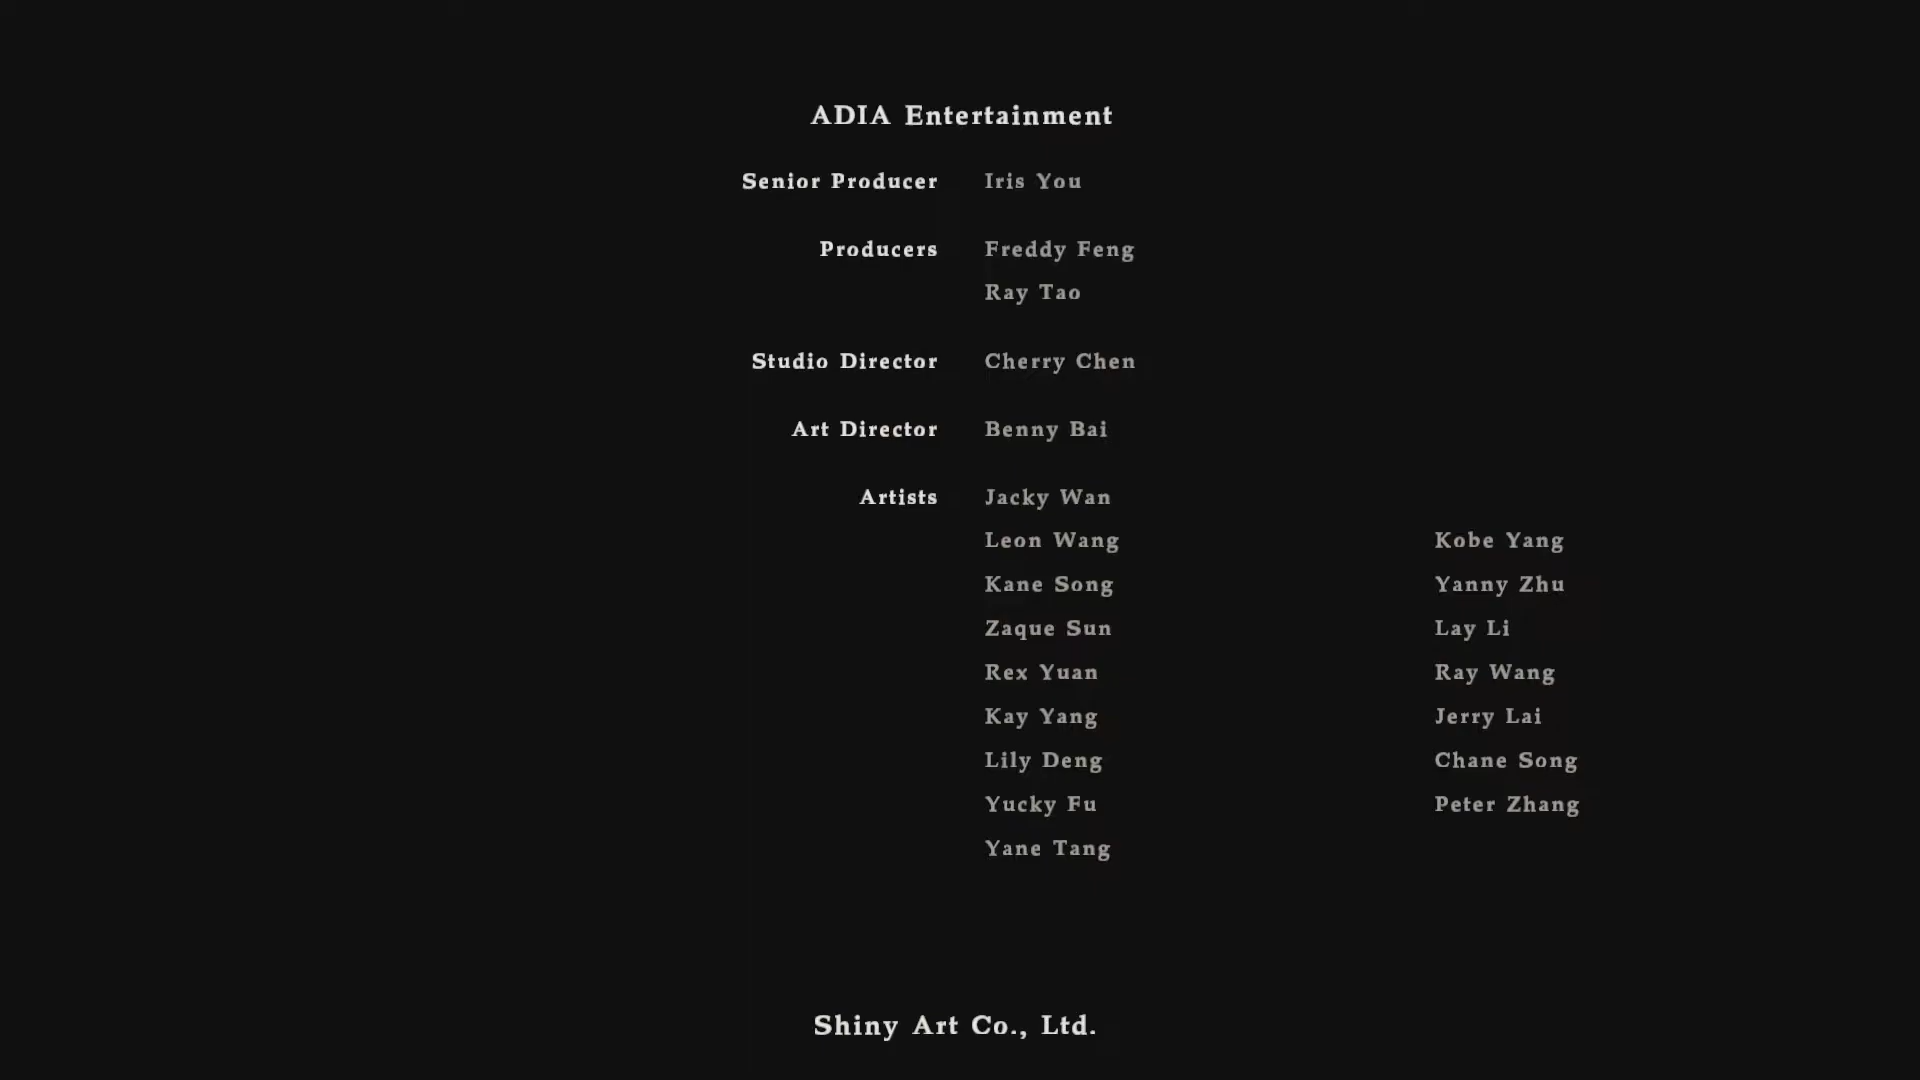 ADIA Entertainment
Senior Producer Iris You
Producers Freddy Feng
Ray Tao
Studio Director Cherry Chen
Art Director Benny Bai
Artists Jacky Wan
Leon Wang Kobe Yang
Kane Song Yanny Zhu
Zaque Sun Lay Li
Rex Yuan Ray Wang
Kay Yang Jerry Lai
Lily Deng Chane Song
Yucky Fu Peter Zhang
Yane Tang
Shiny Art Co., Ltd.